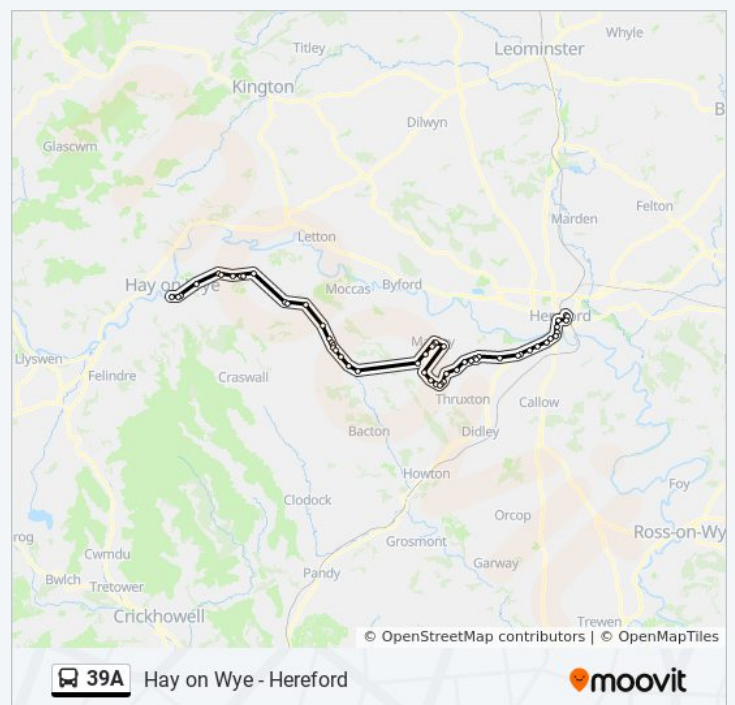 Whyle
Titley
Leominster
Kington
B
Dilwyn
Glascwm
Felton
Marden
Letton
Hay on Wye
Moccas
Byford
Hereford
Llyswen
Felindre
Craswall
Thruxton
Callow
Bacton
Didley
Howton
Foy
Clodock
Orcop
rog
Grosmont
Ross-on-Wy
Cwmdu
Garway
Pandy
Bwlch
Tretower
Crickhowell
Trewen
© OpenStreetMap contributors | © OpenMapTiles
39A Hay on Wye - Hereford
moovit